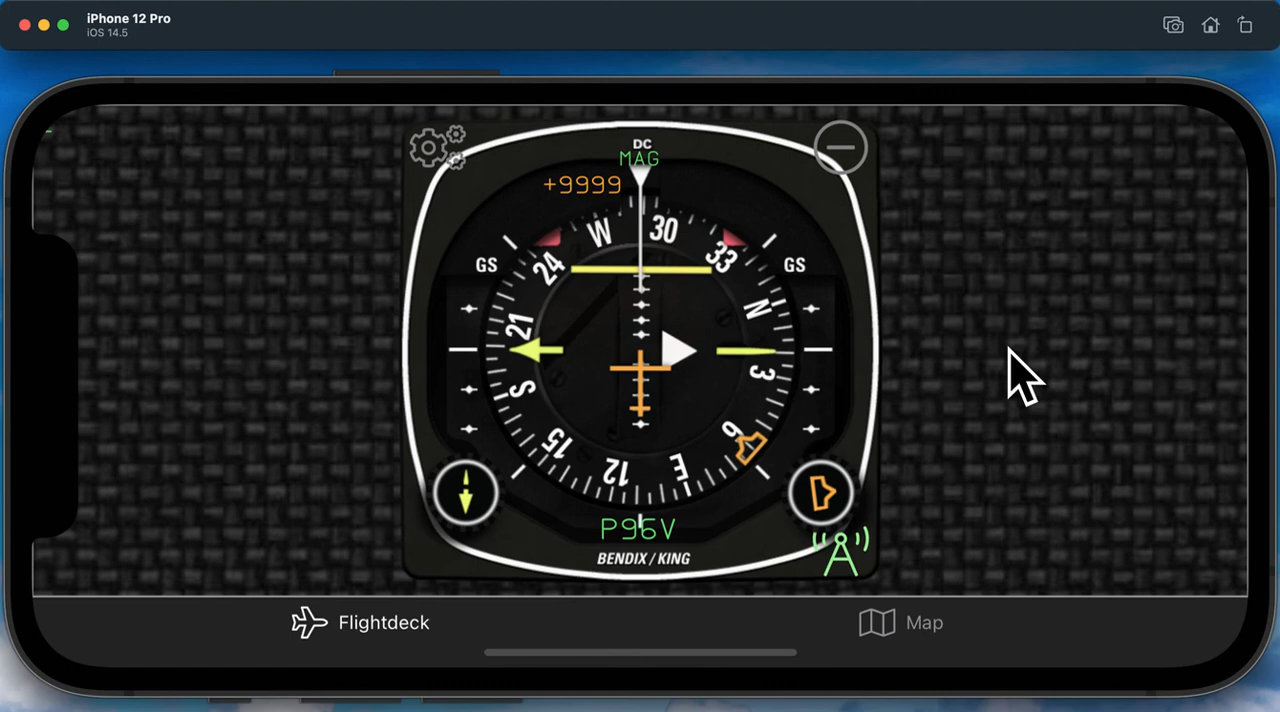 iPhone 12 Pro
iOS 14.5
DC
MAG
+9999
W
30
24
33
GS
GS
21
N
S
3
15
6
12
E
P96V
BENDIX/KING
Flightdeck
Map